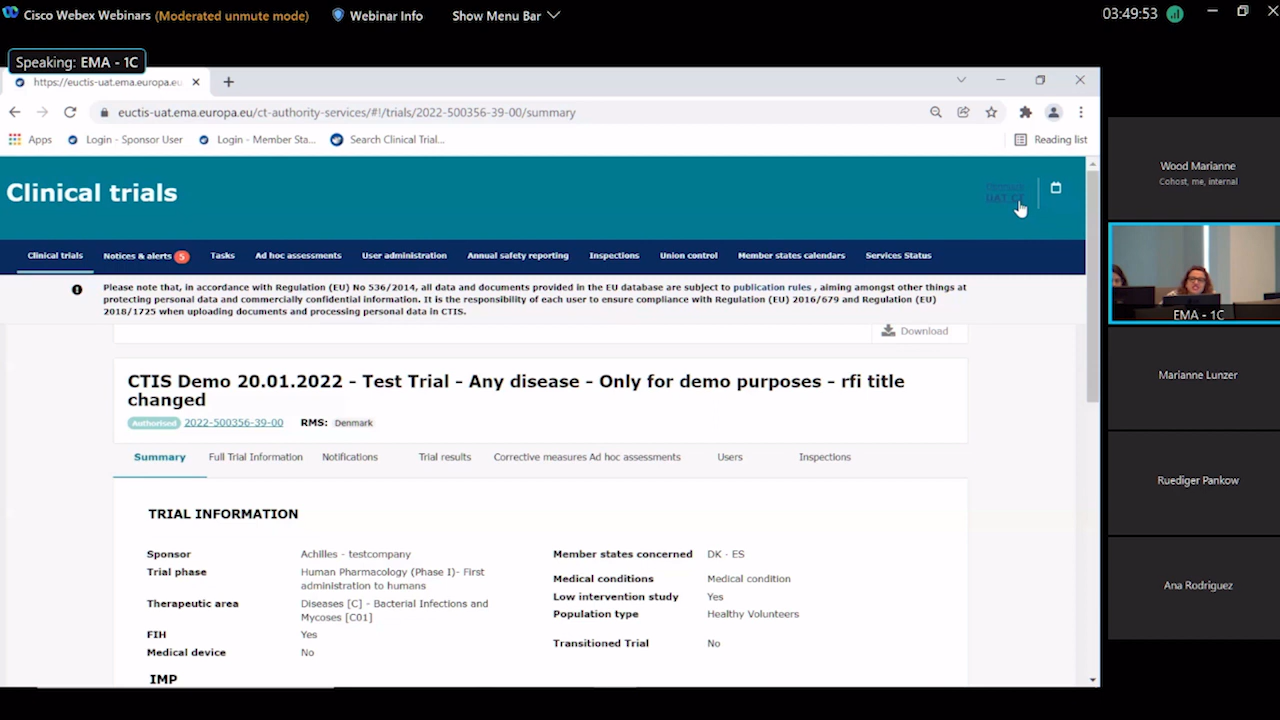 Cisco Webex Webinars (Moderated unmute mode)
Webinar Info
Show Menu Bar
03:49:53
Speaking: EMA - 1C
https://euctis-uat.ema.europa.eu
euctis-uat.ema.europa.eu/ct-authority-services/#!/trials/2022-500356-39-00/summary
Apps
Login - Sponsor User
Login - Member Sta...
Search Clinical Trial...
Reading list
Clinical trials
UAT CT
Clinical trials
Notices & alerts 5
Tasks
Ad hoc assessments
User administration
Annual safety reporting
Inspections
Union control
Member states calendars
Services Status
Please note that, in accordance with Regulation (EU) No 536/2014, all data and documents provided in the EU database are subject to publication rules , aiming amongst other things at
protecting personal data and commercially confidential information. It is the responsibility of each user to ensure compliance with Regulation (EU) 2016/679 and Regulation (EU)
2018/1725 when uploading documents and processing personal data in CTIS.
Download
CTIS Demo 20.01.2022 - Test Trial - Any disease - Only for demo purposes - rfi title
changed
Authorised 2022-500356-39-00 RMS: Denmark
Summary
Full Trial Information
Notifications
Trial results
Corrective measures Ad hoc assessments
Users
Inspections
TRIAL INFORMATION
Sponsor Achilles - testcompany
Trial phase Human Pharmacology (Phase I)- First
administration to humans
Therapeutic area Diseases [C] - Bacterial Infections and
Mycoses [C01]
FIH Yes
Medical device No
Member states concerned DK - ES
Medical conditions Medical condition
Low intervention study Yes
Population type Healthy Volunteers
Transitioned Trial No
IMP
Wood Marianne
Cohost, me, internal
EMA - 1C
Marianne Lunzer
Ruediger Pankow
Ana Rodriguez